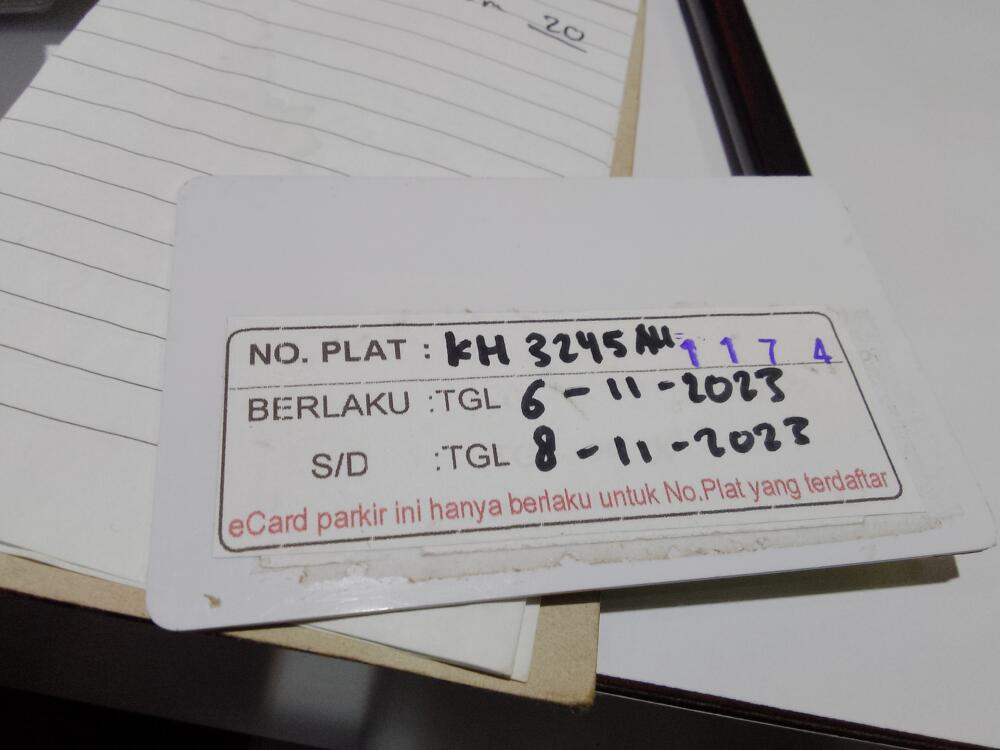 20
NO. PLAT : KH 3245 AU 1174
BERLAKU :TGL 6-11-2023
S/D :TGL 8-11-2023
eCard parkir ini hanya berlaku untuk No.Plat yang terdaftar